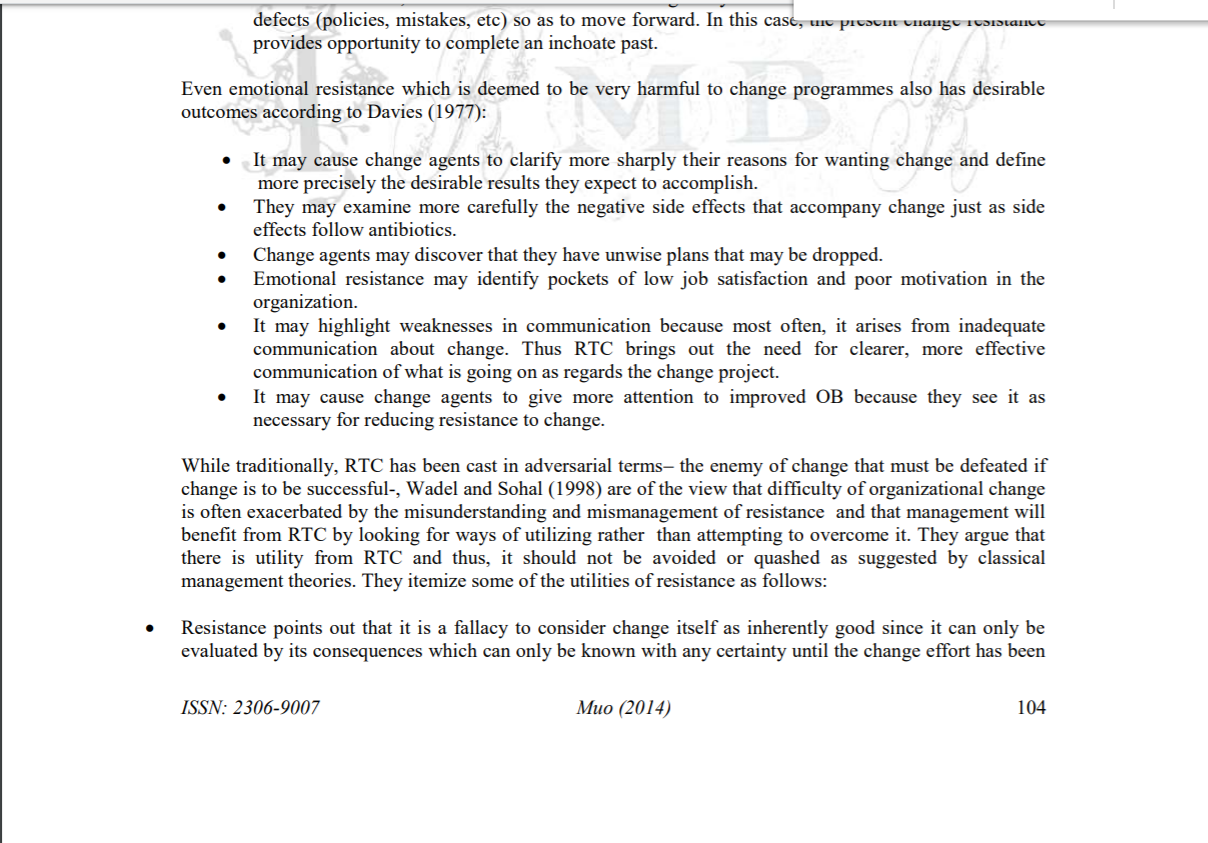 defects (policies, mistakes, etc) so as to move forward. In this case, the present change resistance
provides opportunity to complete an inchoate past.
Even emotional resistance which is deemed to be very harmful to change programmes also has desirable
outcomes according to Davies (1977):
• It may cause change agents to clarify more sharply their reasons for wanting change and define
more precisely the desirable results they expect to accomplish.
• They may examine more carefully the negative side effects that accompany change just as side
effects follow antibiotics.
• Change agents may discover that they have unwise plans that may be dropped.
• Emotional resistance may identify pockets of low job satisfaction and poor motivation in the
organization.
• It may highlight weaknesses in communication because most often, it arises from inadequate
communication about change. Thus RTC brings out the need for clearer, more effective
communication of what is going on as regards the change project.
• It may cause change agents to give more attention to improved OB because they see it as
necessary for reducing resistance to change.
While traditionally, RTC has been cast in adversarial terms– the enemy of change that must be defeated if
change is to be successful-, Wadel and Sohal (1998) are of the view that difficulty of organizational change
is often exacerbated by the misunderstanding and mismanagement of resistance and that management will
benefit from RTC by looking for ways of utilizing rather than attempting to overcome it. They argue that
there is utility from RTC and thus, it should not be avoided or quashed as suggested by classical
management theories. They itemize some of the utilities of resistance as follows:
• Resistance points out that it is a fallacy to consider change itself as inherently good since it can only be
evaluated by its consequences which can only be known with any certainty until the change effort has been
ISSN: 2306-9007 Muo (2014) 104